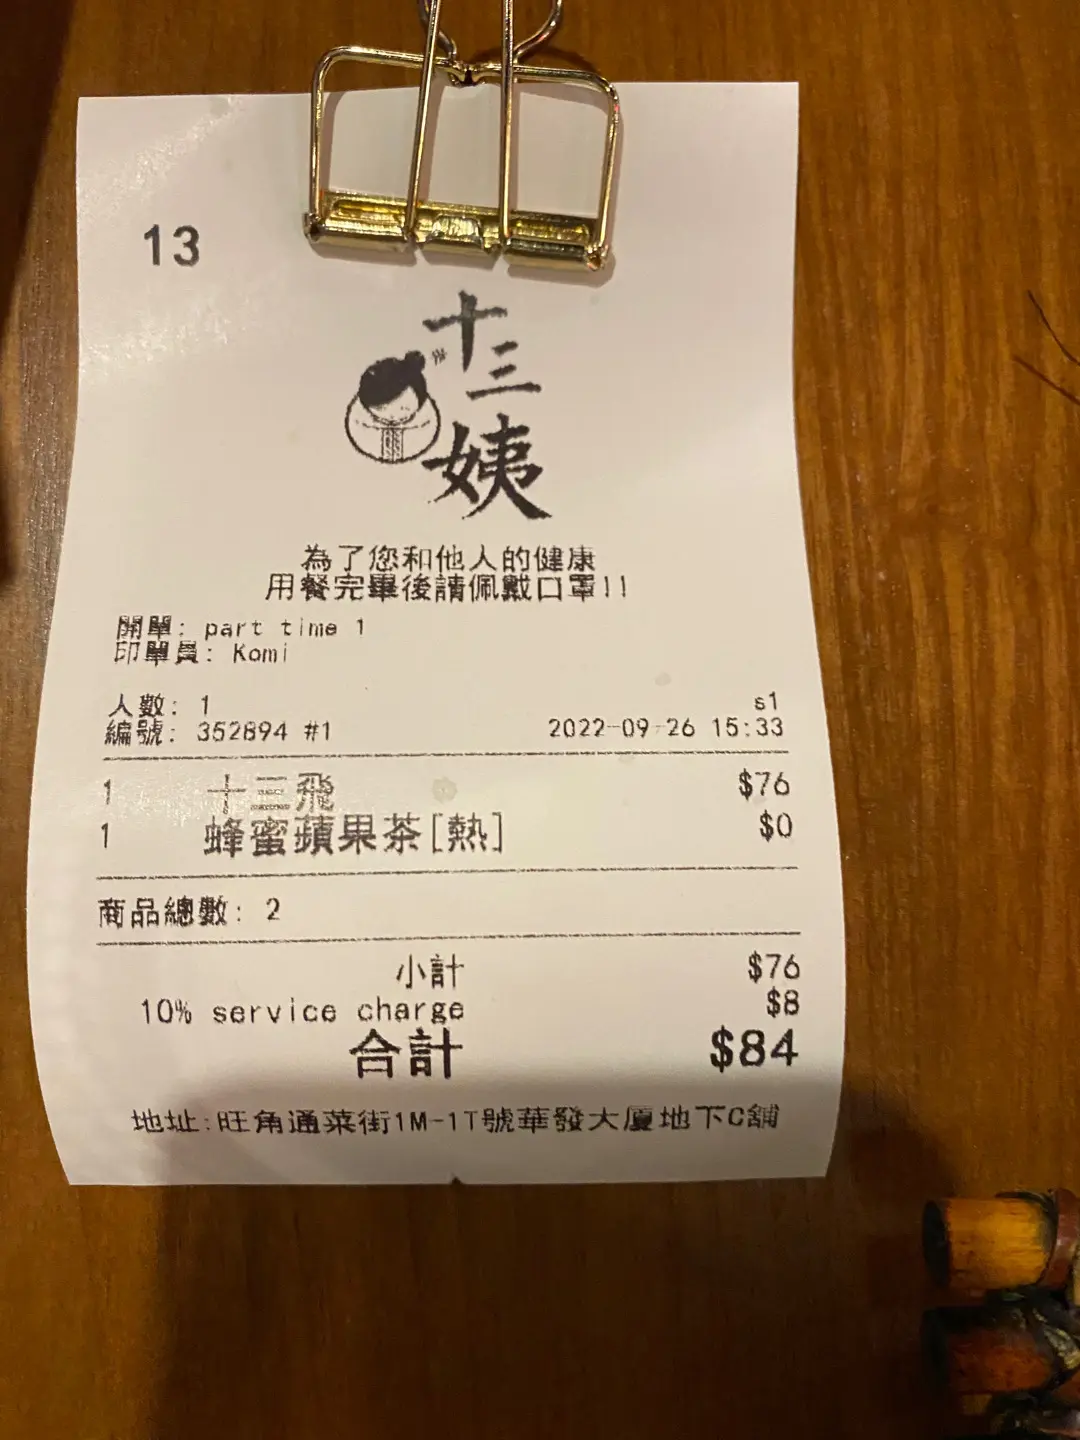 13
十三姨
為了您和他人的健康
用餐完畢後請佩戴口罩!!
開單: part time 1
印單員: Komi
人數: 1 s1
編號: 352894 #1 2022-09-26 15:33
1 十三飛 $76
1 蜂蜜蘋果茶[熱] $0
商品總數: 2
小計 $76
10% service charge $8
合計 $84
地址:旺角通菜街1M-1T號華發大廈地下C舖